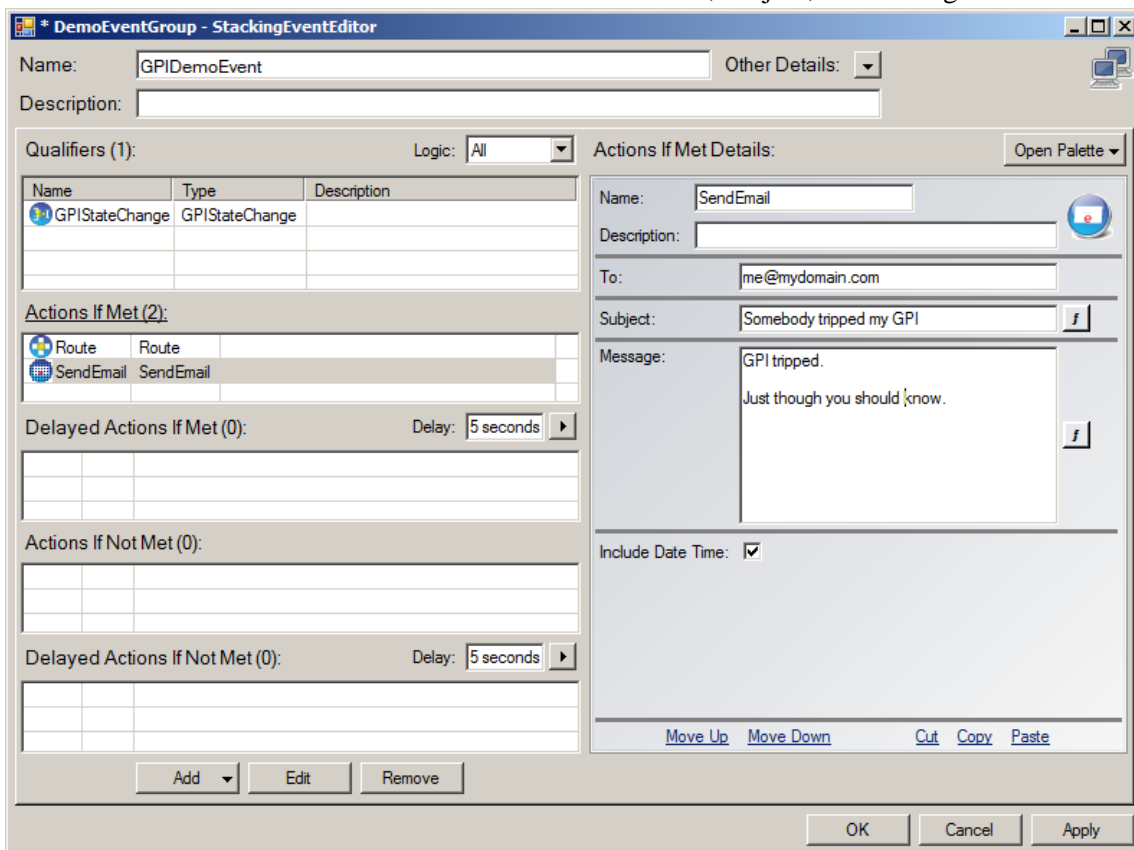 * DemoEventGroup - StackingEventEditor
Name: GPIDemoEvent Other Details:
Description:
Qualifiers (1): Logic: All
Name Type Description
GPIStateChange GPIStateChange
Actions If Met (2):
Route Route
SendEmail SendEmail
Delayed Actions If Met (0): Delay: 5 seconds
Actions If Not Met (0):
Delayed Actions If Not Met (0): Delay: 5 seconds
Add Edit Remove
Actions If Met Details: Open Palette
Name: SendEmail
e
Description:
To: me@mydomain.com
Subject: Somebody tripped my GPI f
Message: GPI tripped.
Just though you should know.
f
Include Date Time:
Move Up Move Down Cut Copy Paste
OK Cancel Apply